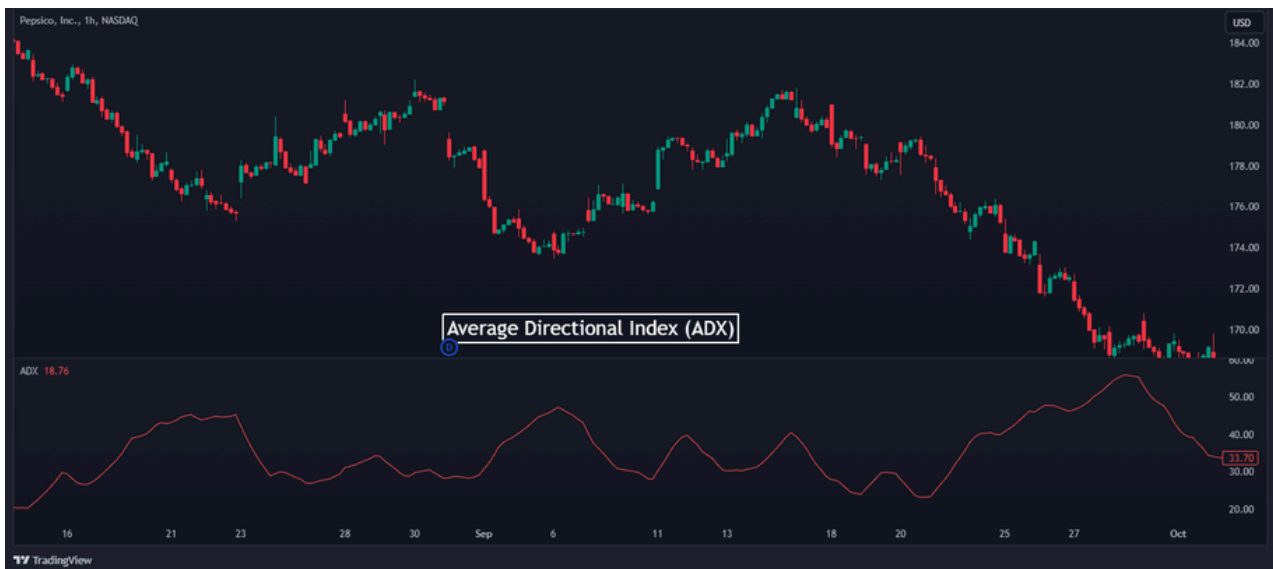 Pepsico, Inc., 1h, NASDAQ
USD
184.00
182.00
180.00
178.00
176.00
174.00
172.00
170.00
Average Directional Index (ADX)
D
60.00
ADX 18.76
50.00
40.00
33.70
30.00
20.00
16 21 23 28 30 Sep 6 11 13 18 20 25 27 Oct
TradingView